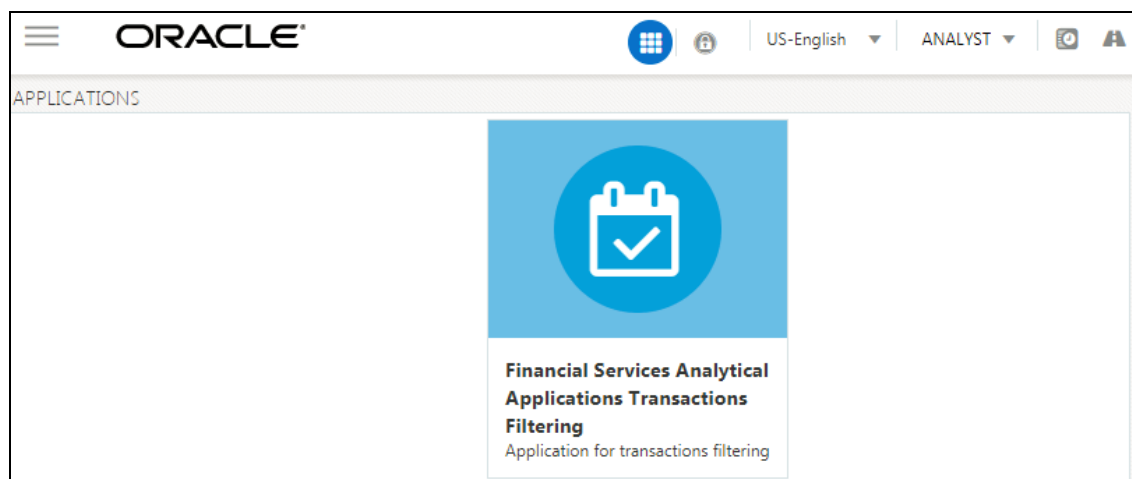 ORACLE
US-English
ANALYST
APPLICATIONS
Financial Services Analytical
Applications Transactions
Filtering
Application for transactions filtering